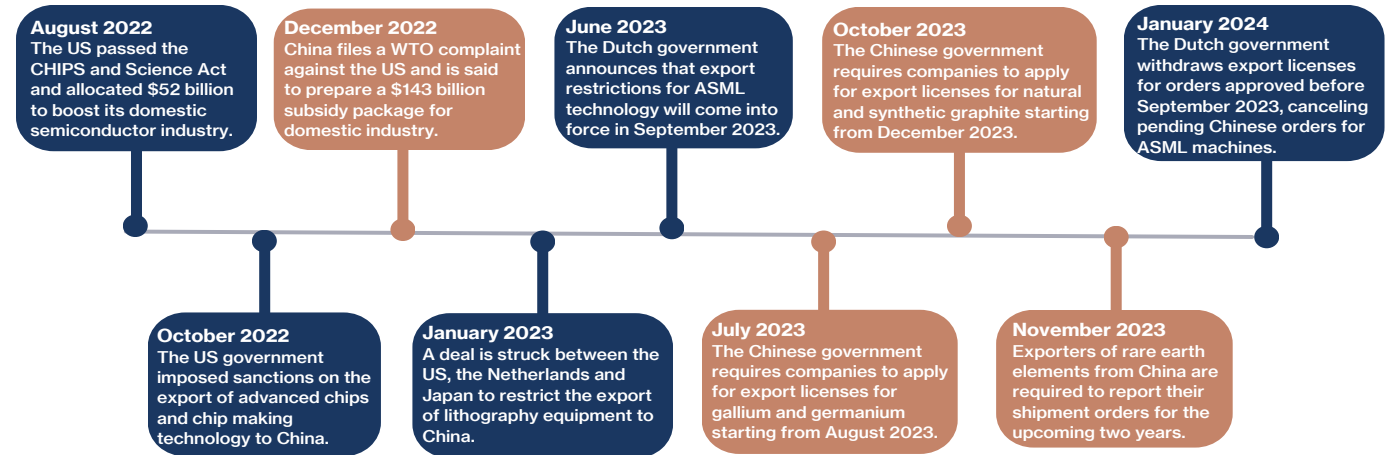 August 2022
The US passed the
CHIPS and Science Act
and allocated $52 billion
to boost its domestic
semiconductor industry.
October 2022
The US government
imposed sanctions on the
export of advanced chips
and chip making
technology to China.
December 2022
China files a WTO complaint
against the US and is said
to prepare a $143 billion
subsidy package for
domestic industry.
January 2023
A deal is struck between the
US, the Netherlands and
Japan to restrict the export
of lithography equipment to
China.
June 2023
The Dutch government
announces that export
restrictions for ASML
technology will come into
force in September 2023.
July 2023
The Chinese government
requires companies to apply
for export licenses for
gallium and germanium
starting from August 2023.
October 2023
The Chinese government
requires companies to apply
for export licenses for natural
and synthetic graphite starting
from December 2023.
November 2023
Exporters of rare earth
elements from China are
required to report their
shipment orders for the
upcoming two years.
January 2024
The Dutch government
withdraws export licenses
for orders approved before
September 2023, canceling
pending Chinese orders for
ASML machines.